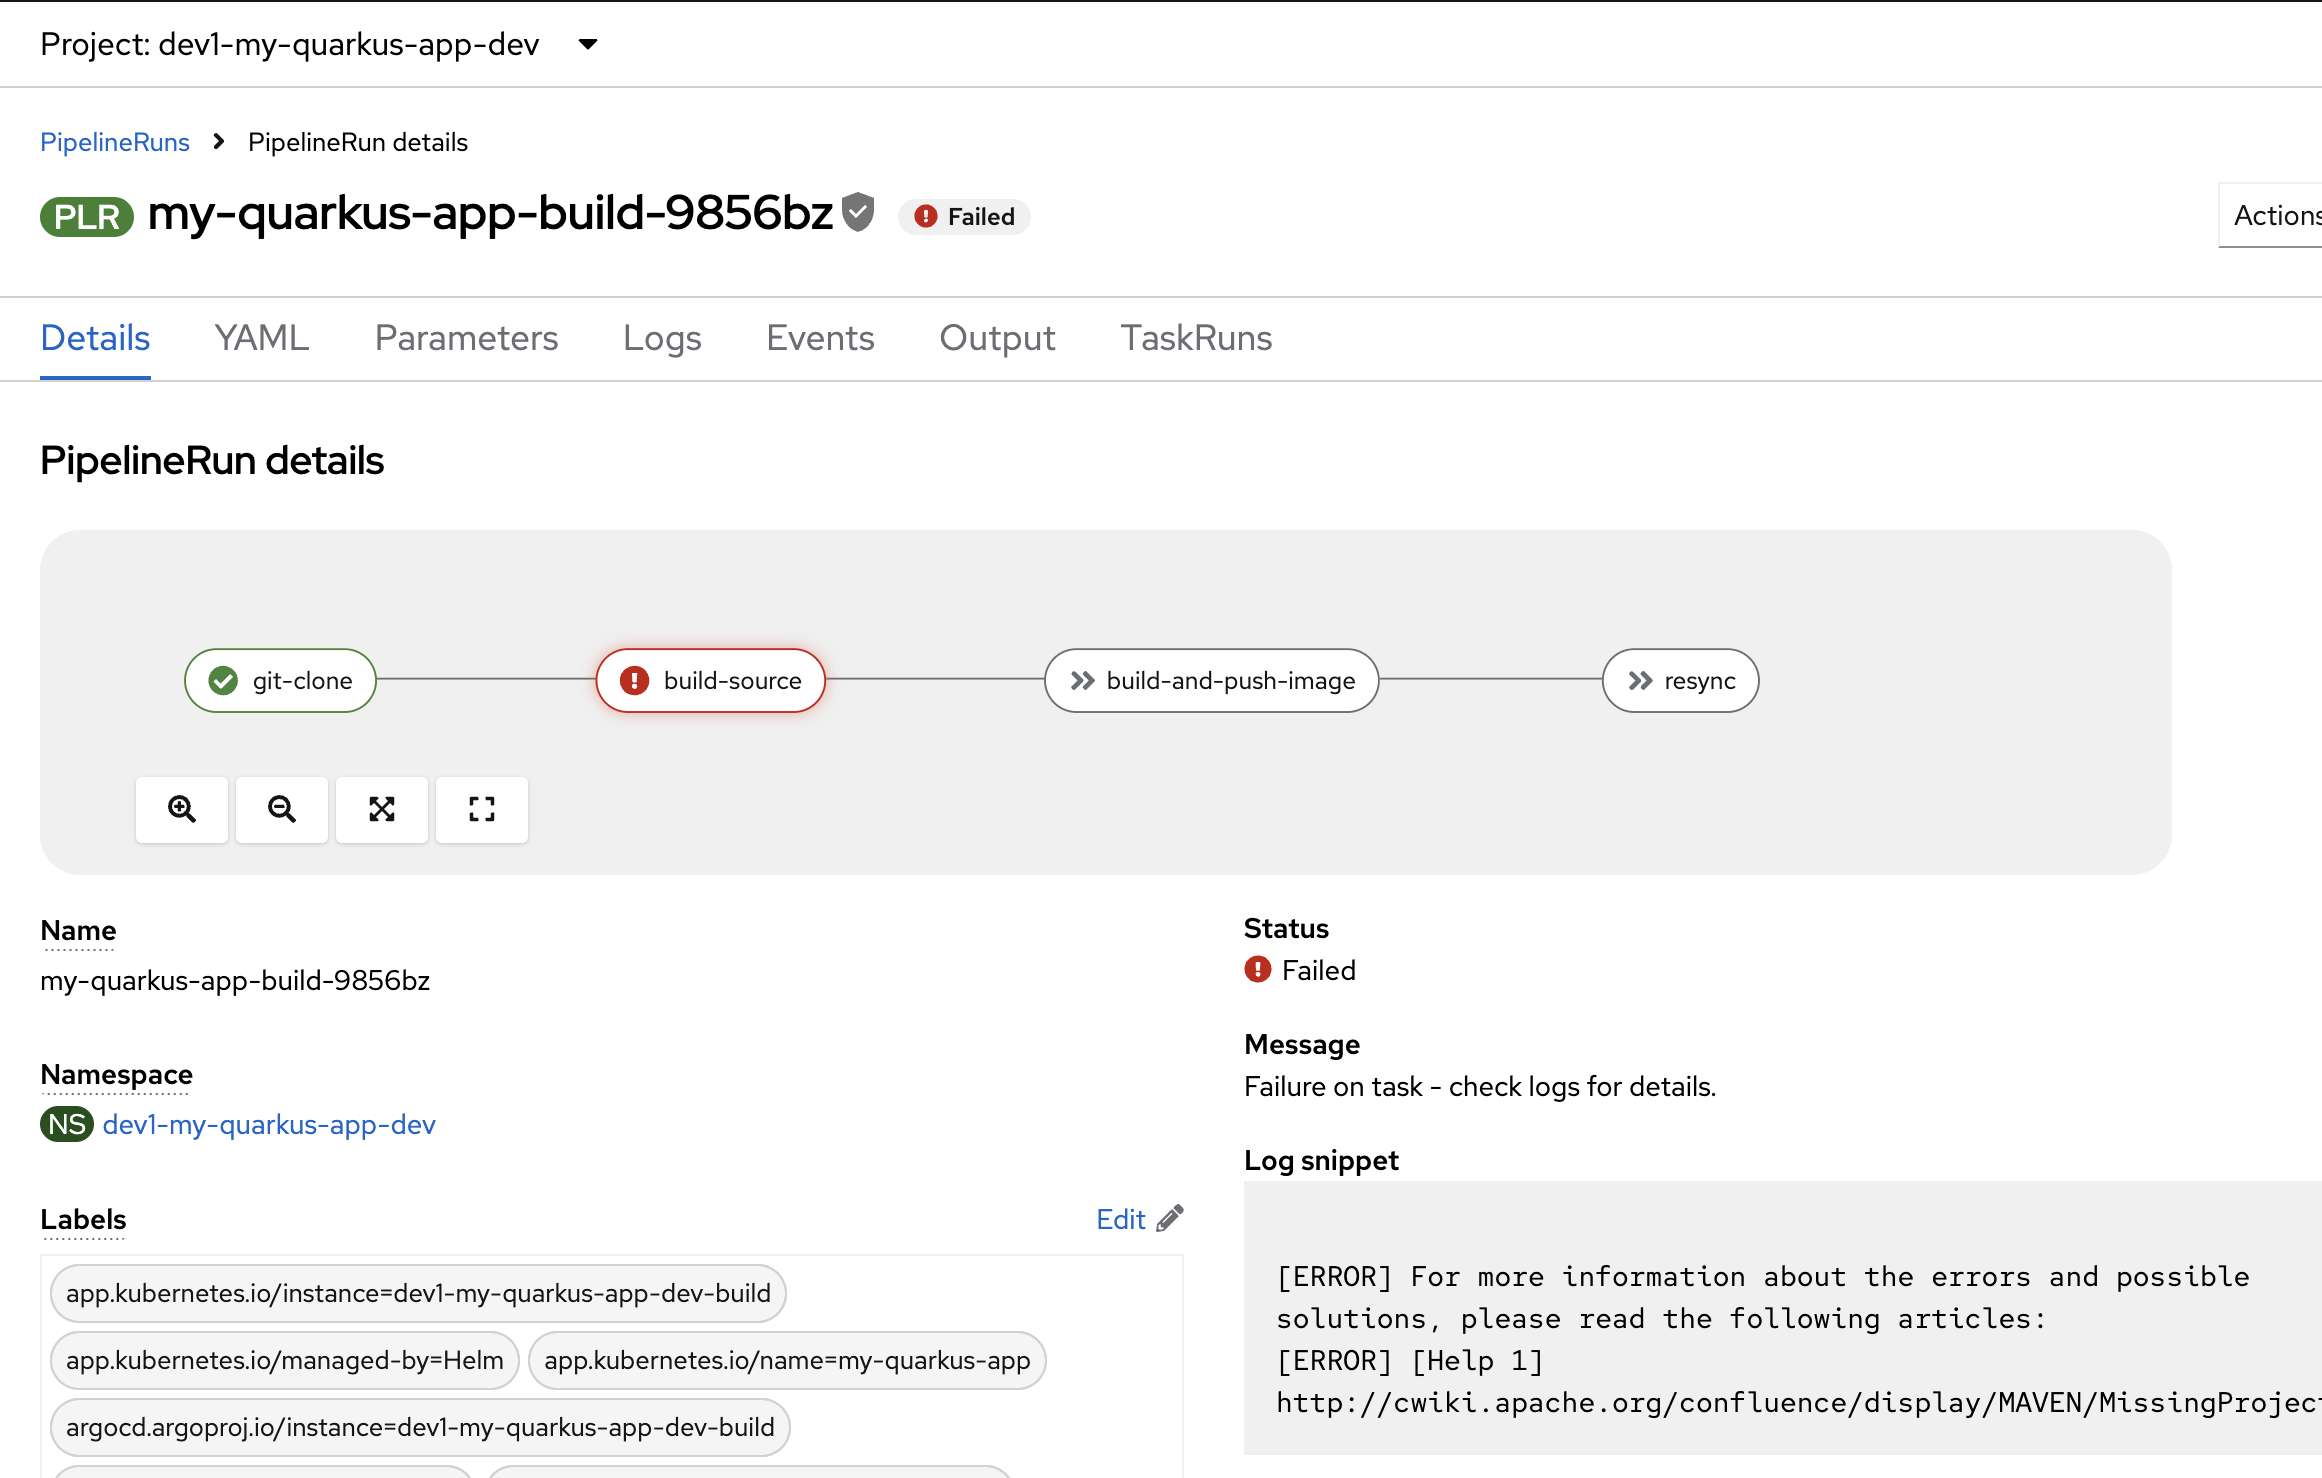 Project: dev1-my-quarkus-app-dev
PipelineRuns PipelineRun details
PLR my-quarkus-app-build-9856bz Failed
Actions
Details YAML Parameters Logs Events Output TaskRuns
PipelineRun details
git-clone build-source build-and-push-image resync
Name
my-quarkus-app-build-9856bz
Namespace
NS dev1-my-quarkus-app-dev
Labels Edit
app.kubernetes.io/instance=dev1-my-quarkus-app-dev-build
app.kubernetes.io/managed-by=Helm app.kubernetes.io/name=my-quarkus-app
argocd.argoproj.io/instance=dev1-my-quarkus-app-dev-build
Status
Failed
Message
Failure on task - check logs for details.
Log snippet
[ERROR] For more information about the errors and possible
solutions, please read the following articles:
[ERROR] [Help 1]
http://cwiki.apache.org/confluence/display/MAVEN/MissingProject